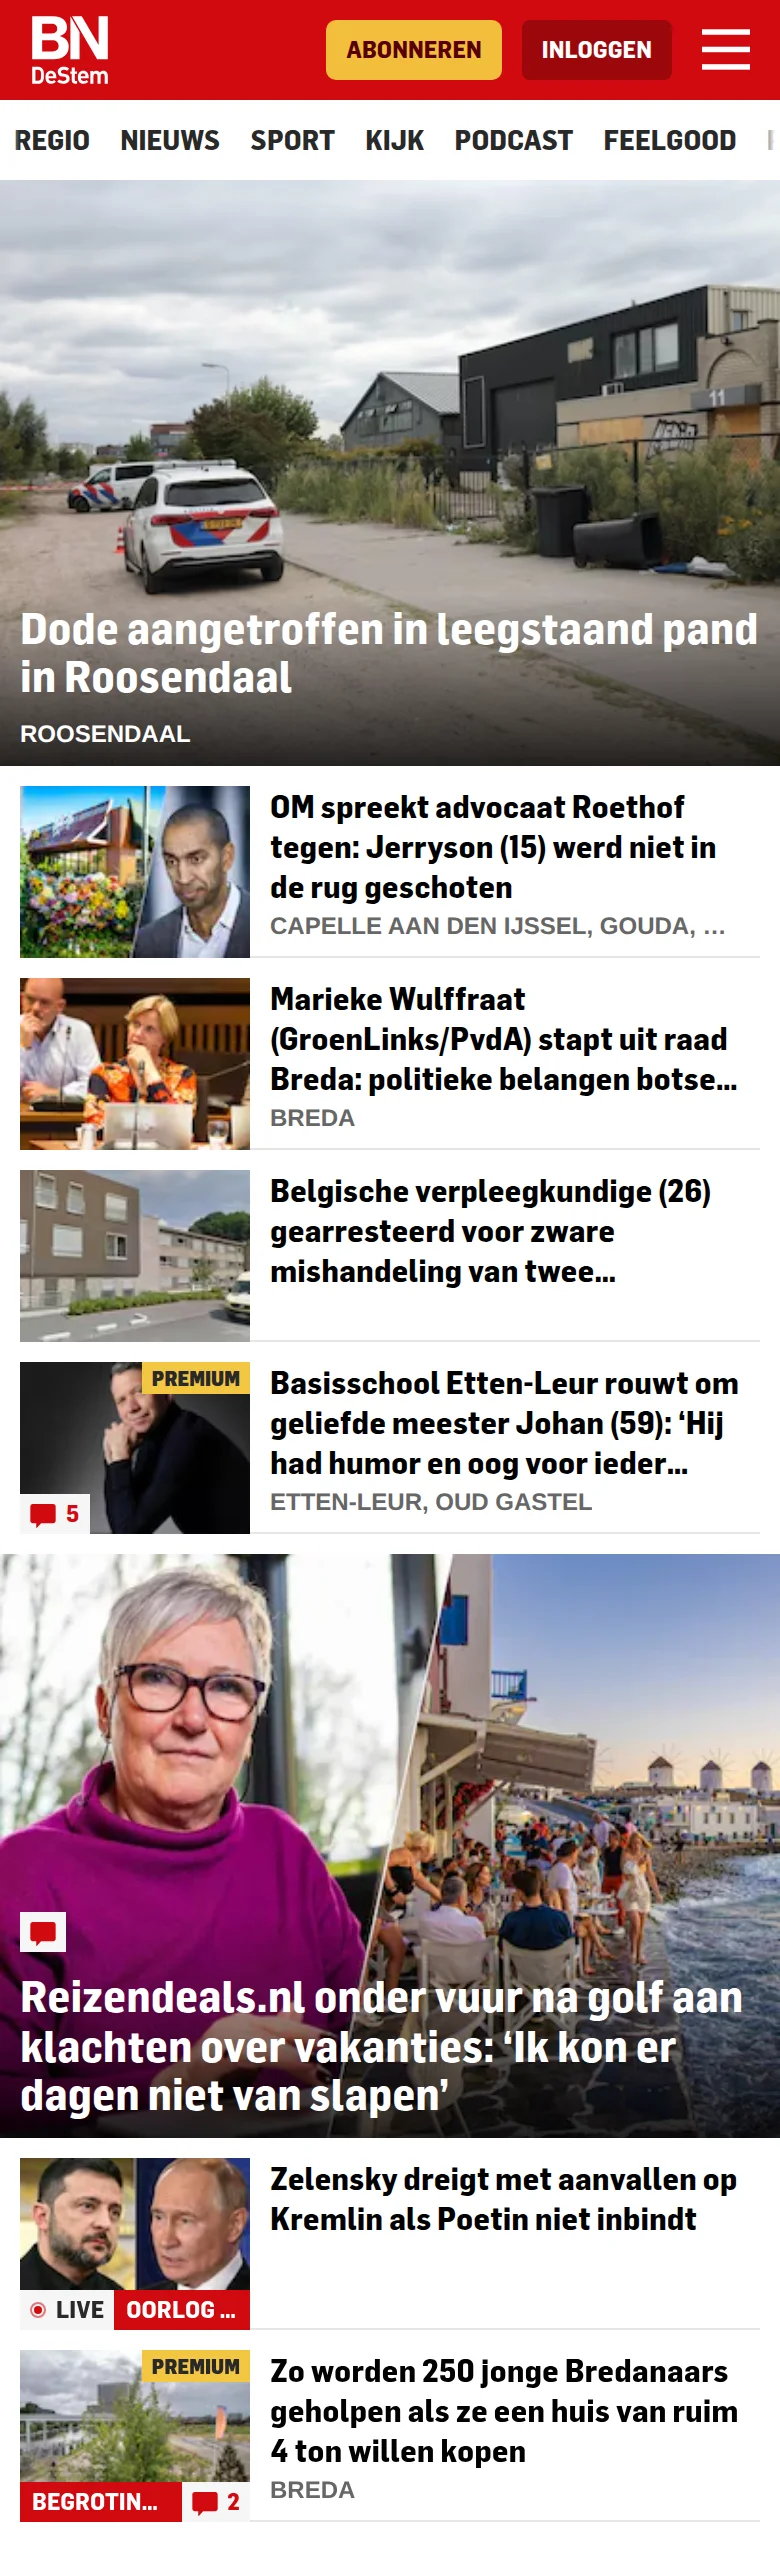 BN
DeStem
ABONNEREN
INLOGGEN
REGIO NIEUWS SPORT KIJK PODCAST FEELGOOD
11
Dode aangetroffen in leegstaand pand
in Roosendaal
ROOSENDAAL
OM spreekt advocaat Roethof
tegen: Jerryson (15) werd niet in
de rug geschoten
CAPELLE AAN DEN IJSSEL, GOUDA, ...
Marieke Wulffraat
(GroenLinks/PvdA) stapt uit raad
Breda: politieke belangen botse...
BREDA
Belgische verpleegkundige (26)
gearresteerd voor zware
mishandeling van twee...
PREMIUM
5
Basisschool Etten-Leur rouwt om
geliefde meester Johan (59): ‘Hij
had humor en oog voor ieder...
ETTEN-LEUR, OUD GASTEL
Reizendeals.nl onder vuur na golf aan
klachten over vakanties: ‘Ik kon er
dagen niet van slapen’
LIVE
OORLOG ...
Zelensky dreigt met aanvallen op
Kremlin als Poetin niet inbindt
PREMIUM
BEGROTIN...
2
Zo worden 250 jonge Bredanaars
geholpen als ze een huis van ruim
4 ton willen kopen
BREDA